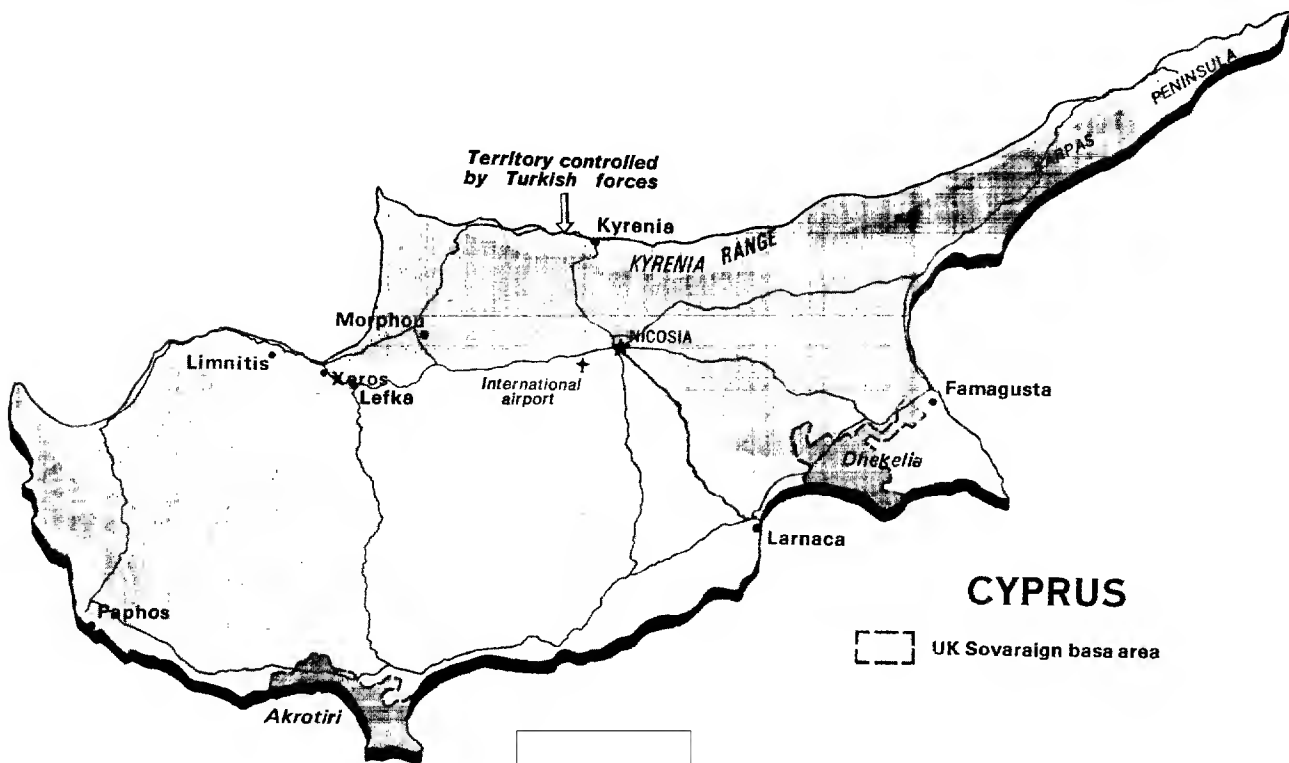 PENINSULA
KARPAS
Territory controlled
by Turkish forces
Kyrenia
KYRENIA RANGE
Morphou
NICOSIA
Limnitis
Xeros
Lefka
International
airport
Famagusta
Dhekelia
Larnaca
CYPRUS
Paphos
UK Sovaraign basa area
Akrotiri